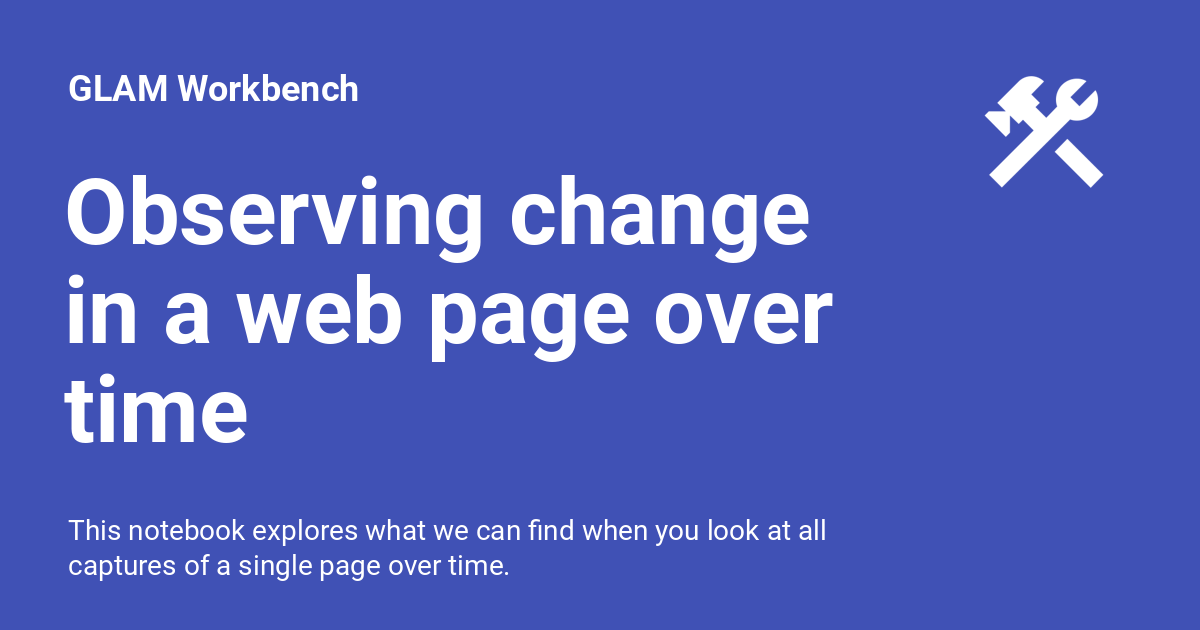 GLAM Workbench
Observing change
in a web page over
time
This notebook explores what we can find when you look at all
captures of a single page over time.